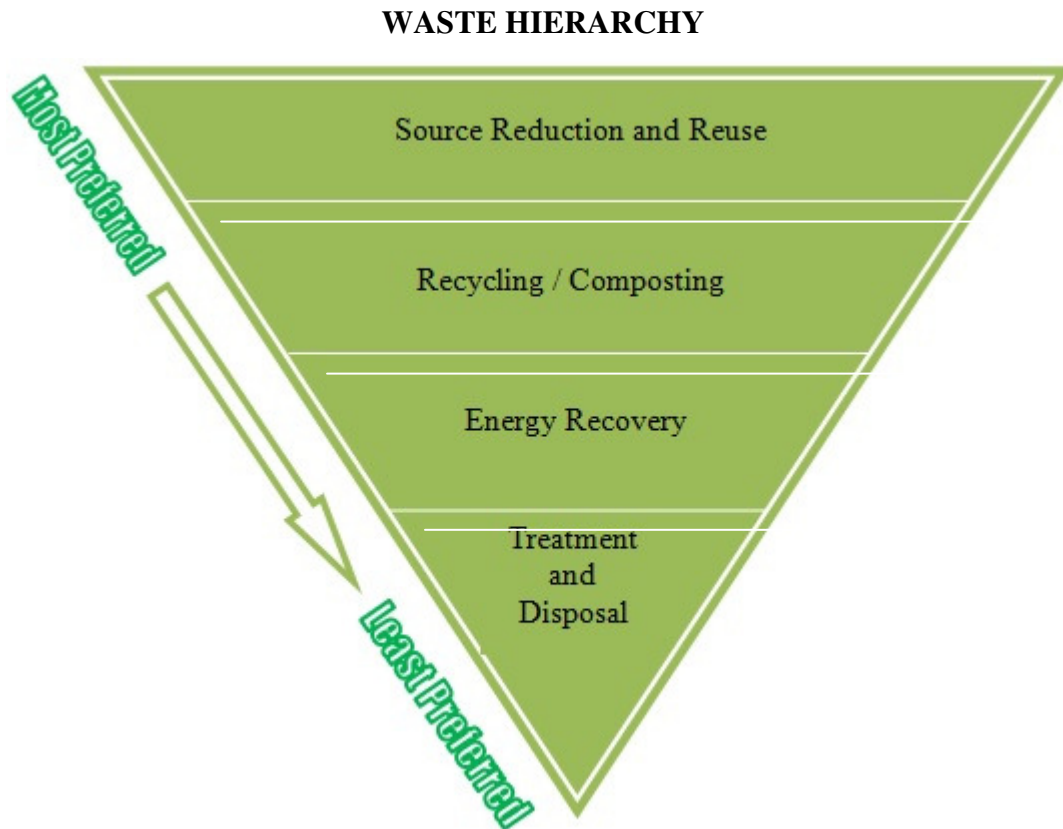 WASTE HIERARCHY
Most Preferred
Source Reduction and Reuse
Recycling / Composting
Energy Recovery
Treatment
and
Disposal
Least Preferred